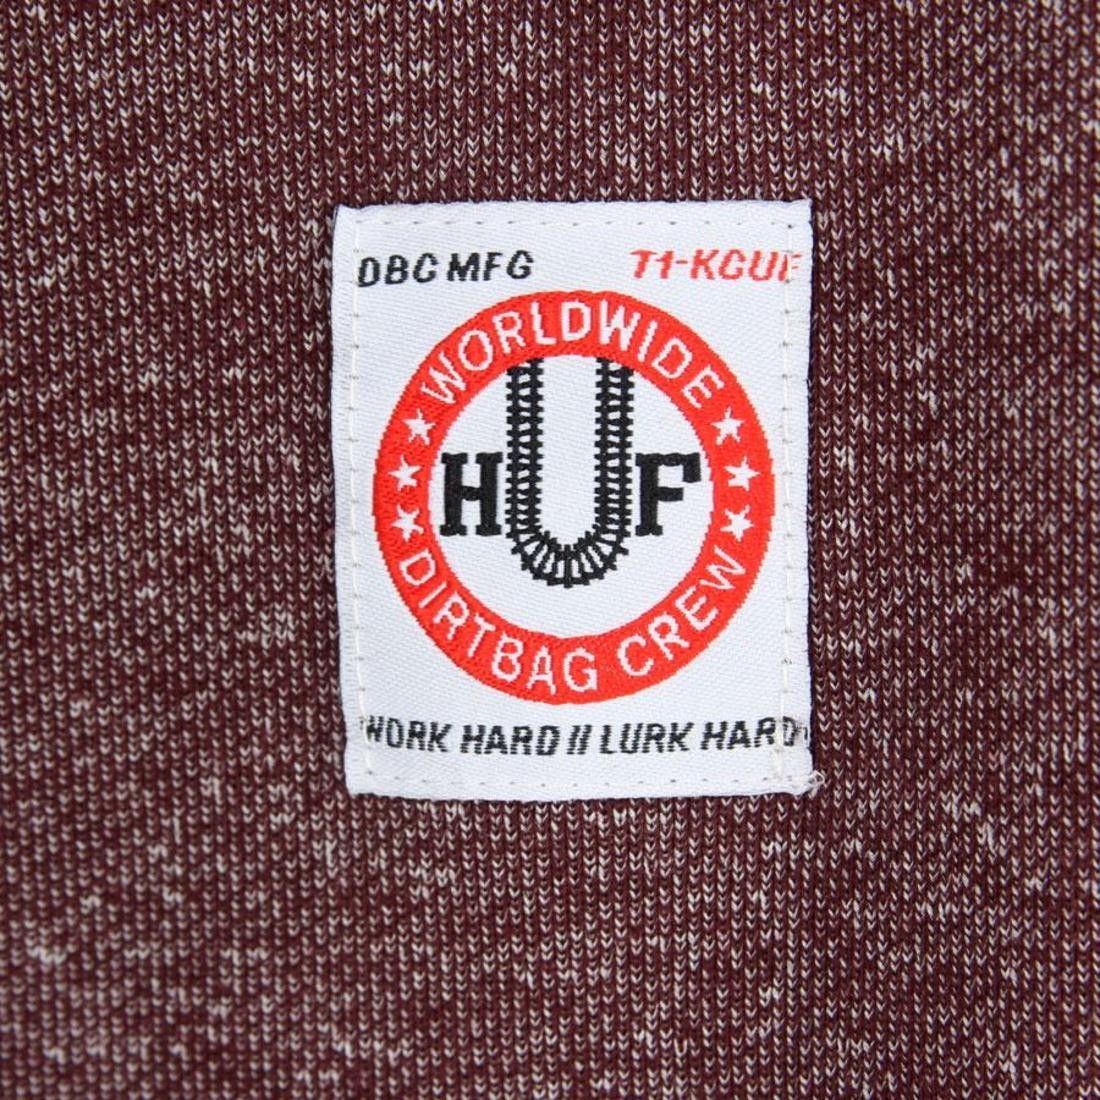 DBC MFG T1-KCUF
WORLDWIDE
HUF
DIRTBAG CREW
WORK HARD // LURK HARD